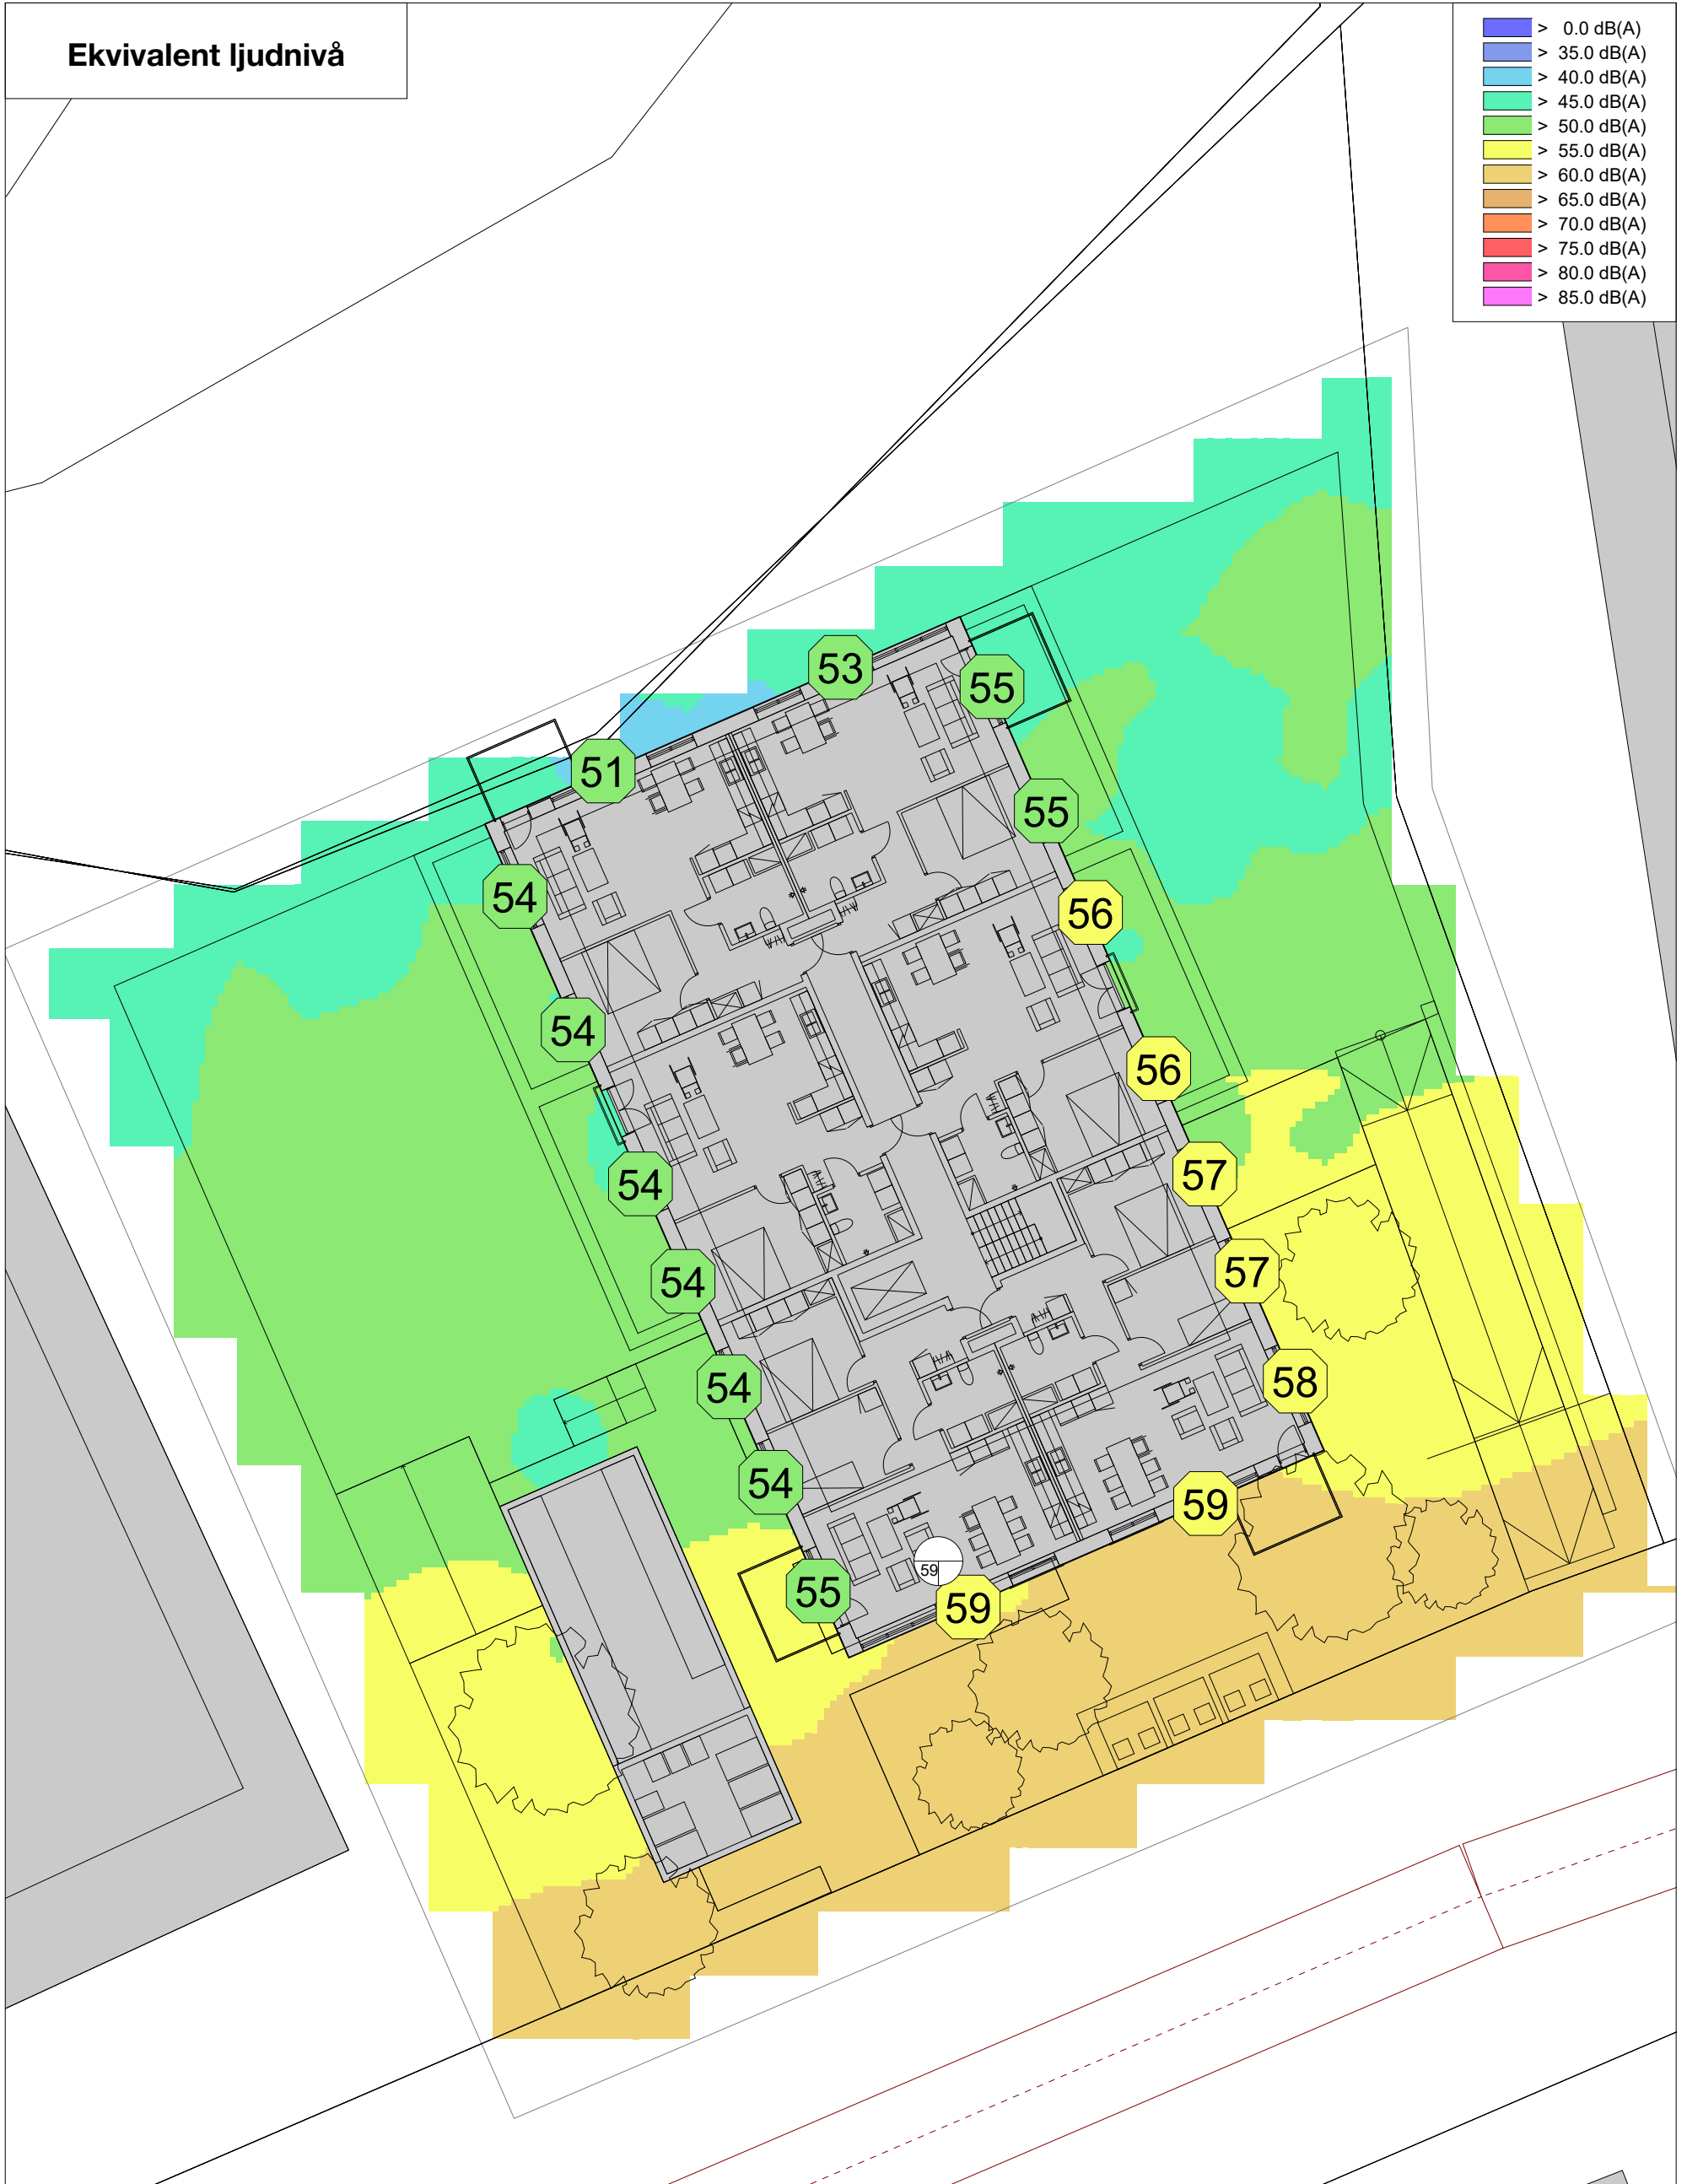 Ekvivalent ljudnivå
> 0.0 dB(A)
> 35.0 dB(A)
> 40.0 dB(A)
> 45.0 dB(A)
> 50.0 dB(A)
> 55.0 dB(A)
> 60.0 dB(A)
> 65.0 dB(A)
> 70.0 dB(A)
> 75.0 dB(A)
> 80.0 dB(A)
> 85.0 dB(A)
53
55
51
55
54
56
54
56
54
57
54
57
54
58
54
59
59
55
59